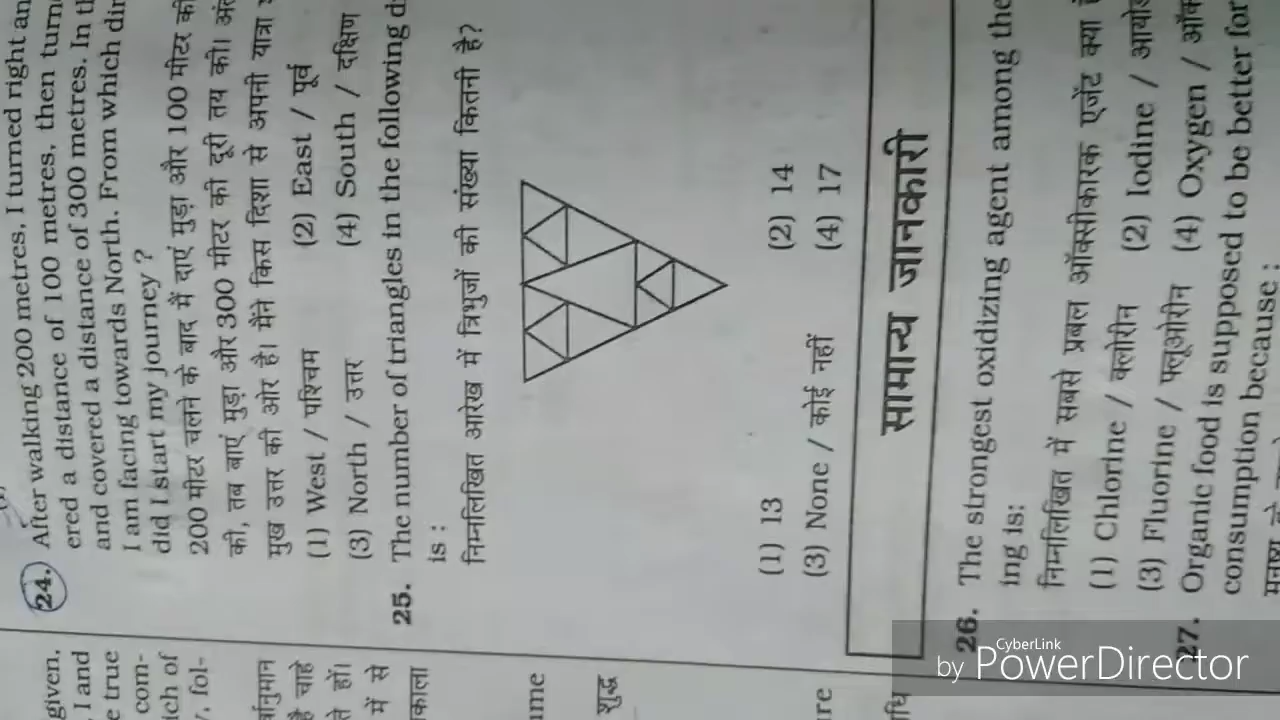 24. After walking 200 metres, I turned right an
ered a distance of 100 metres, then turne
and covered a distance of 300 metres. In th
I am facing towards North. From which dir
did I start my journey ?
200 मीटर चलने के बाद मैं दाएं मुड़ा और 100 मीटर की
की, तब बाएं मुड़ा और 300 मीटर की दूरी तय की। अंत
मुख उत्तर की ओर है। मैंने किस दिशा से अपनी यात्रा
(1) West / पश्चिम (2) East / पूर्व
(3) North / उत्तर (4) South / दक्षिण
25. The number of triangles in the following d
is :
निम्नलिखित आरेख में त्रिभुजों की संख्या कितनी है?
(1) 13 (2) 14
(3) None / कोई नहीं (4) 17
सामान्य जानकारी
26. The strongest oxidizing agent among the
ing is:
निम्नलिखित में सबसे प्रबल ऑक्सीकारक एजेंट क्या
(1) Chlorine / क्लोरीन (2) Iodine / आयोड
(3) Fluorine / फ्लूओरीन (4) Oxygen / ऑक
27. Organic food is supposed to be better for
consumption because :
given,
I and
e true
com-
ich of
fol-
र्वानुमान
है चाहे
ते हों।
में से
काला
ume
शुद्ध
are
धि
CyberLink
by PowerDirector